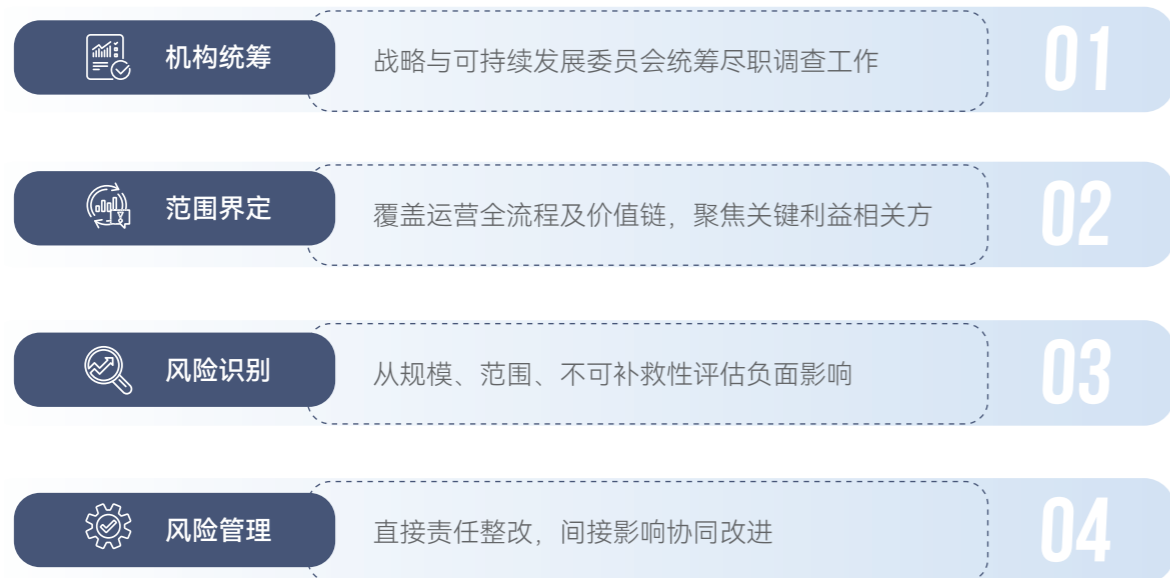 机构统筹
战略与可持续发展委员会统筹尽职调查工作
01
范围界定
覆盖运营全流程及价值链，聚焦关键利益相关方
02
风险识别
从规模、范围、不可补救性评估负面影响
03
风险管理
直接责任整改，间接影响协同改进
04